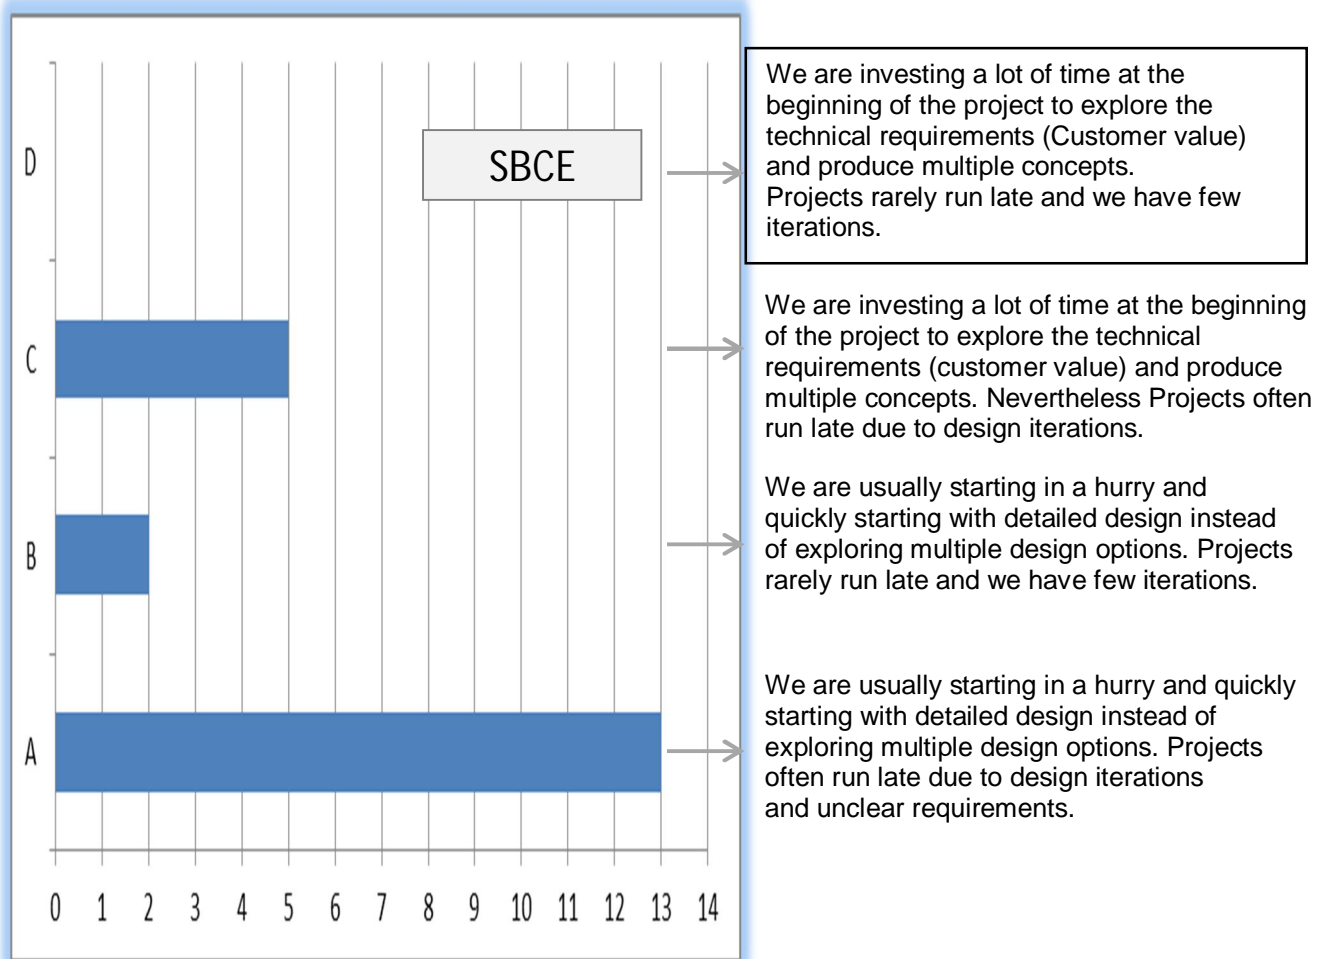 D
SBCE
We are investing a lot of time at the
beginning of the project to explore the
technical requirements (Customer value)
and produce multiple concepts.
Projects rarely run late and we have few
iterations.
C
We are investing a lot of time at the beginning
of the project to explore the technical
requirements (customer value) and produce
multiple concepts. Nevertheless Projects often
run late due to design iterations.
B
We are usually starting in a hurry and
quickly starting with detailed design instead
of exploring multiple design options. Projects
rarely run late and we have few iterations.
A
We are usually starting in a hurry and quickly
starting with detailed design instead of
exploring multiple design options. Projects
often run late due to design iterations
and unclear requirements.
0 1 2 3 4 5 6 7 8 9 10 11 12 13 14